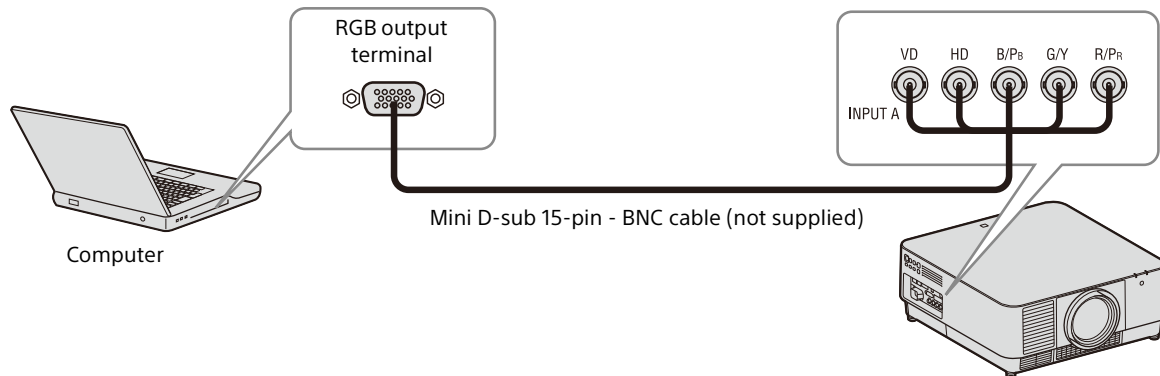 RGB output
terminal
VD HD B/PB G/Y R/PR
INPUT A
Mini D-sub 15-pin - BNC cable (not supplied)
Computer